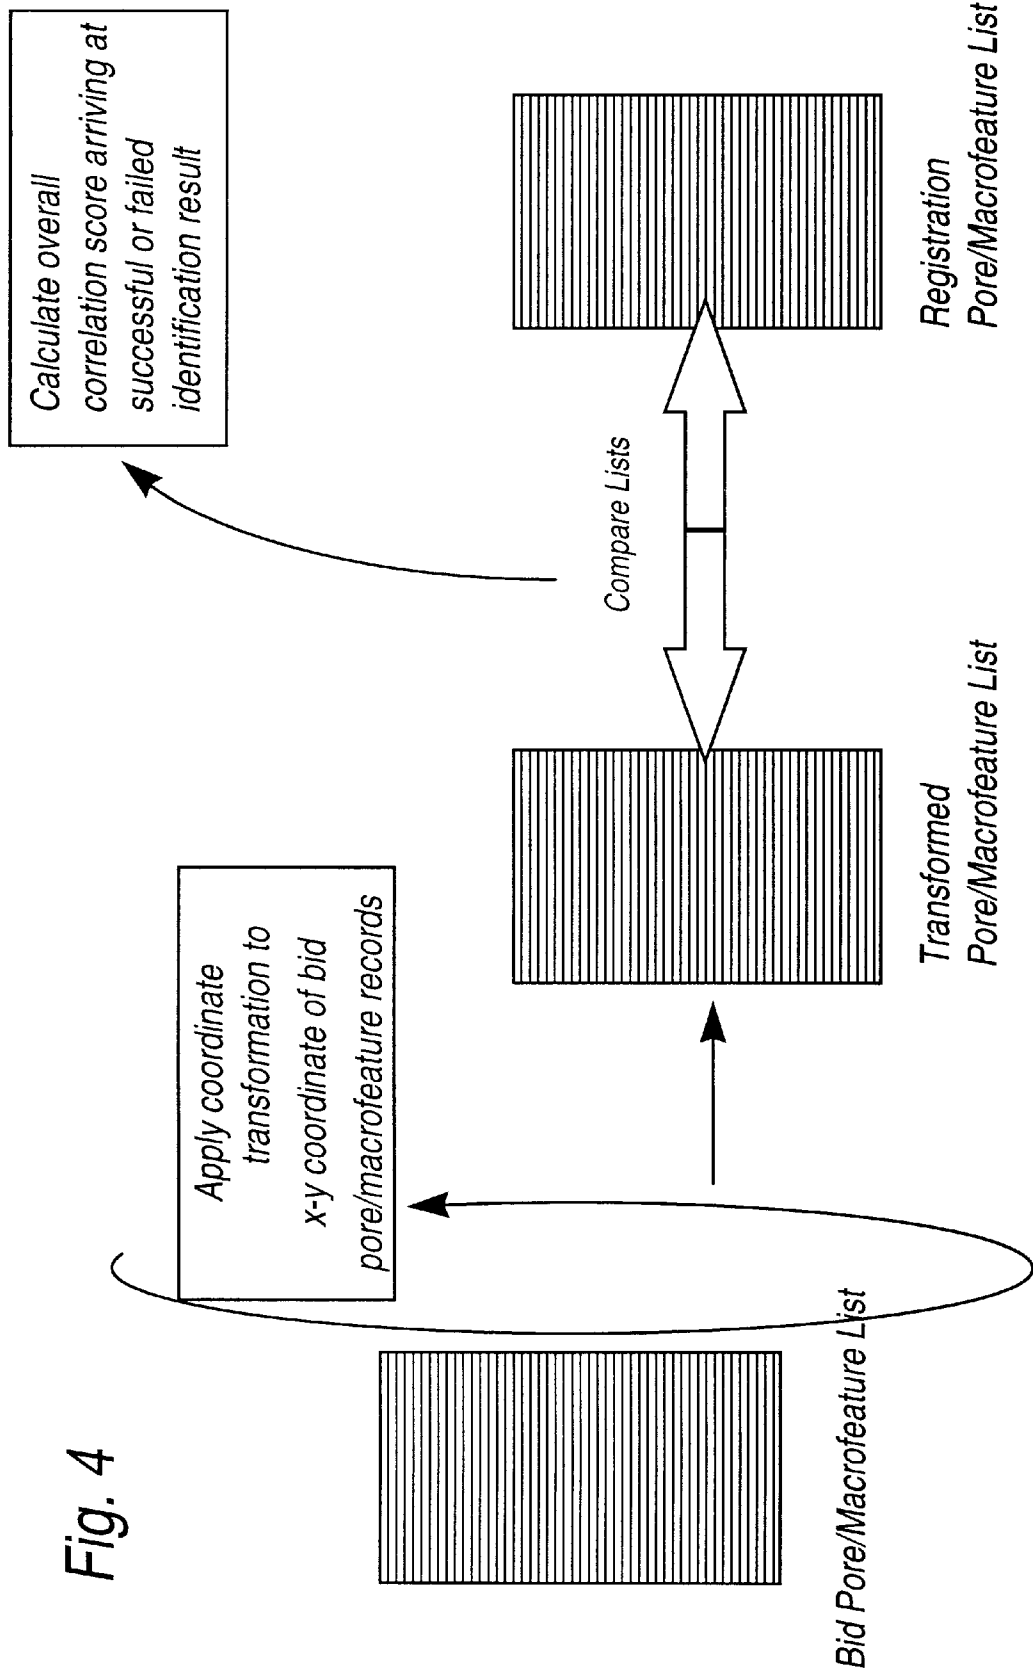 Fig. 4
Apply coordinate
transformation to
x-y coordinate of bid
pore/macrofeature records
Calculate overall
correlation score arriving at
successful or failed
identification result
Compare Lists
Bid Pore/Macrofeature List
Transformed
Pore/Macrofeature List
Registration
Pore/Macrofeature List